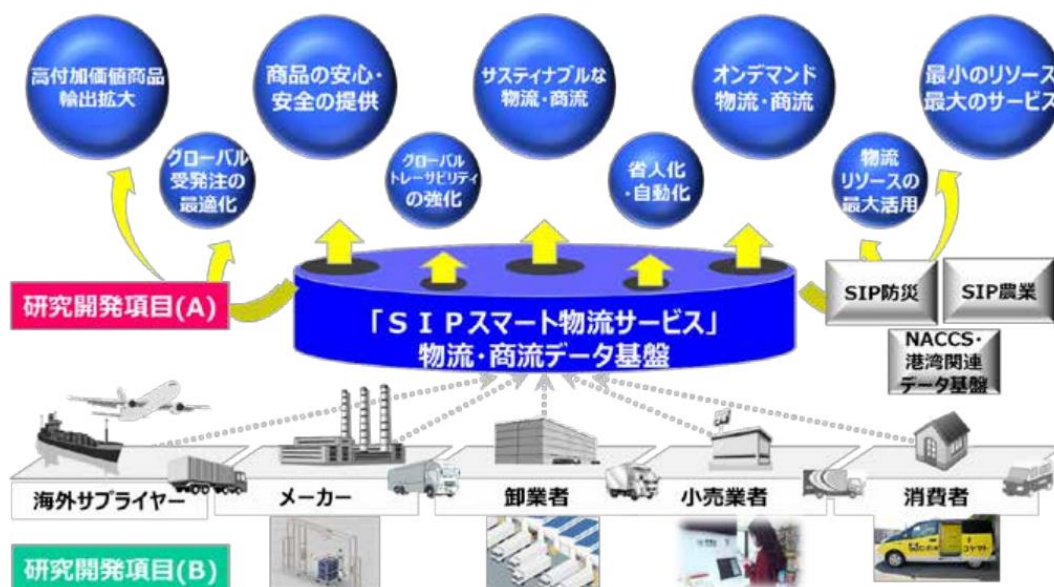 高付加価値商品
輸出拡大
商品の安心・
安全の提供
サスティナブルな
物流・商流
オンデマンド
物流・商流
最小のリソース
最大のサービス
グローバル
受発注の
最適化
グローバル
トレーサビリティ
の強化
省人化
・自動化
物流
リソースの
最大活用
研究開発項目(A)
「ＳＩＰスマート物流サービス」
物流・商流データ基盤
SIP防災
SIP農業
NACCS・
港湾関連
データ基盤
海外サプライヤー
メーカー
卸業者
小売業者
消費者
研究開発項目(B)